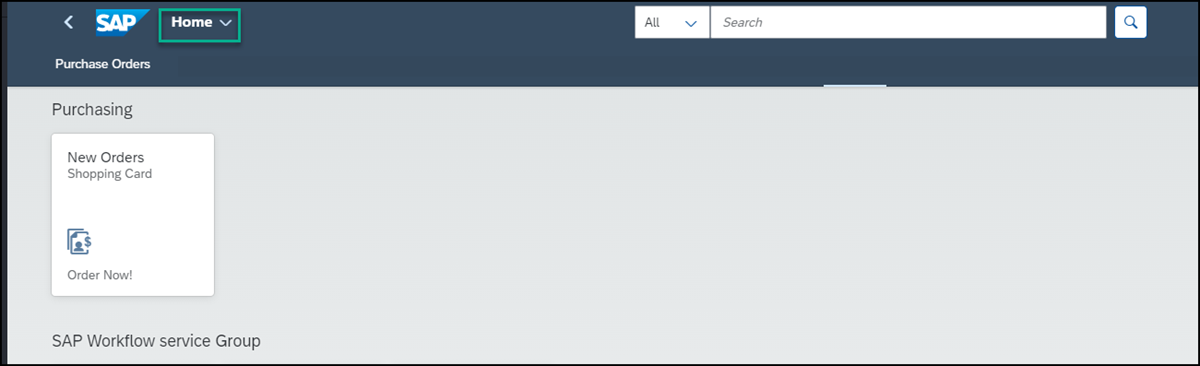 SAP Home All Search
Purchase Orders
Purchasing
New Orders
Shopping Card
$
Order Now!
SAP Workflow service Group